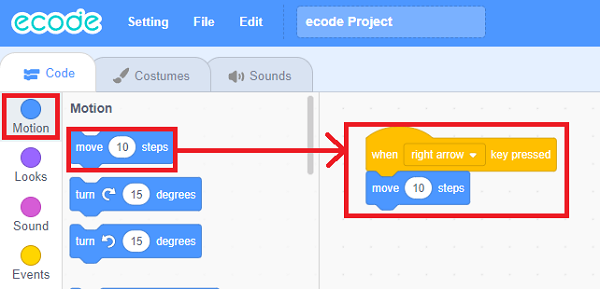 ecode Setting File Edit ecode Project
Code Costumes Sounds
Motion
Looks
Sound
Events
Motion
move 10 steps
turn 15 degrees
turn 15 degrees
when right arrow key pressed
move 10 steps